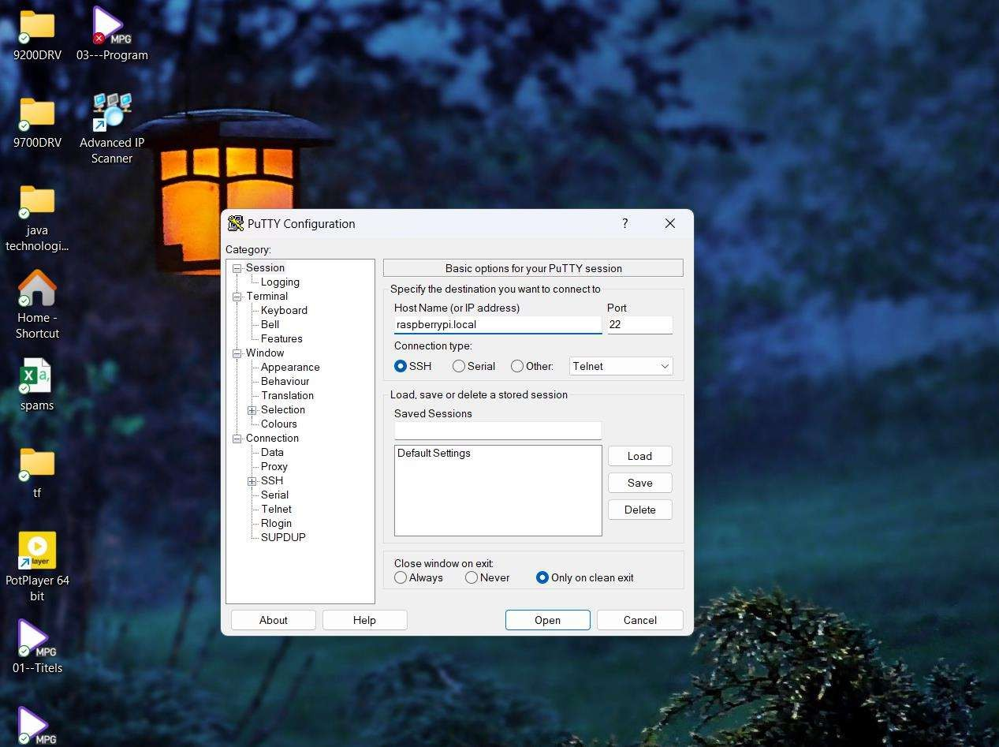 9200DRV
MPG
03---Program
9700DRV
Advanced IP
Scanner
java
technologi...
Home -
Shortcut
X a,
spams
tf
layer
PotPlayer 64
bit
MPG
01--Titels
MPG
PuTTY Configuration
?
Category:
Session
Logging
Terminal
Keyboard
Bell
Features
Window
Appearance
Behaviour
Translation
Selection
Colours
Connection
Data
Proxy
SSH
Serial
Telnet
Rlogin
SUPDUP
Basic options for your PuTTY session
Specify the destination you want to connect to
Host Name (or IP address) Port
raspberrypi.local 22
Connection type:
SSH Serial Other: Telnet
Load, save or delete a stored session
Saved Sessions
Default Settings
Load
Save
Delete
Close window on exit:
Always Never Only on clean exit
About Help Open Cancel